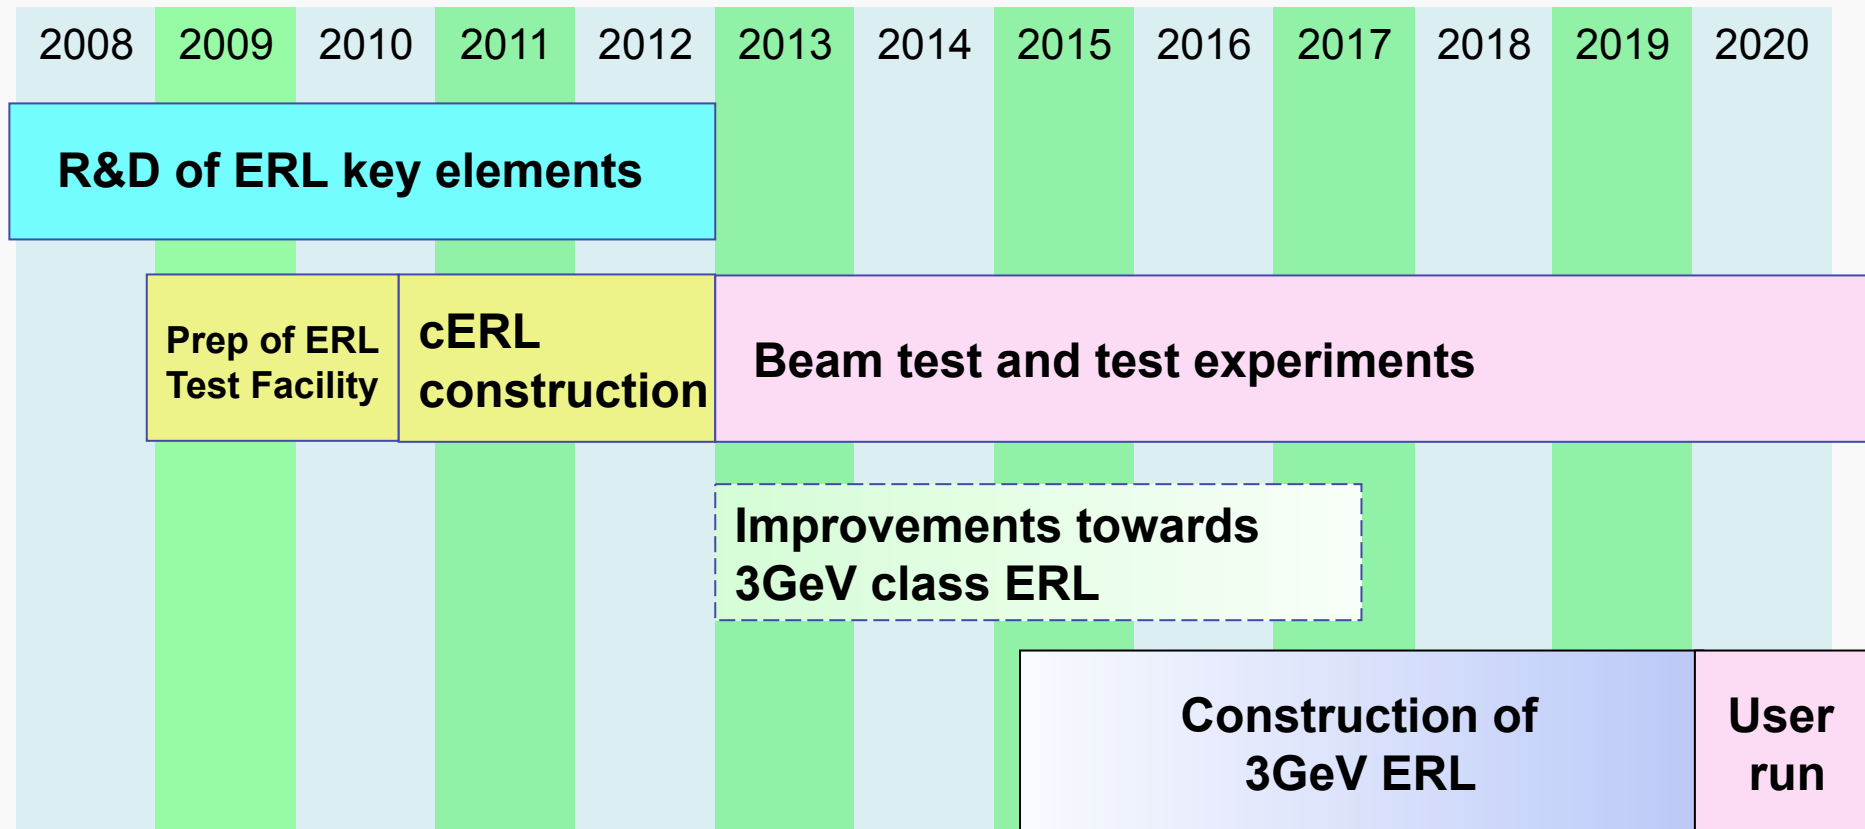 2008 2009 2010 2011 2012 2013 2014 2015 2016 2017 2018 2019 2020
R&D of ERL key elements
Prep of ERL
Test Facility
cERL
construction
Beam test and test experiments
Improvements towards
3GeV class ERL
Construction of
3GeV ERL
User
run